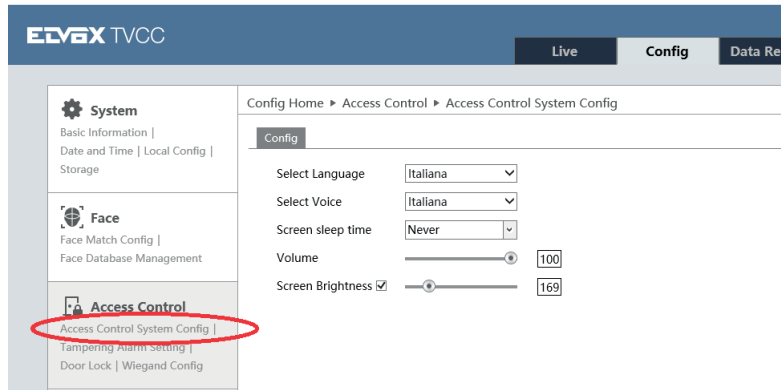 ELVOX TVCC
Live Config Data Re
System
Basic Information |
Date and Time | Local Config |
Storage
Face
Face Match Config |
Face Database Management
Access Control
Access Control System Config |
Tampering Alarm Setting |
Door Lock | Wiegand Config
Config Home ▶ Access Control ▶ Access Control System Config
Config
Select Language Italiana
Select Voice Italiana
Screen sleep time Never
Volume 100
Screen Brightness 169